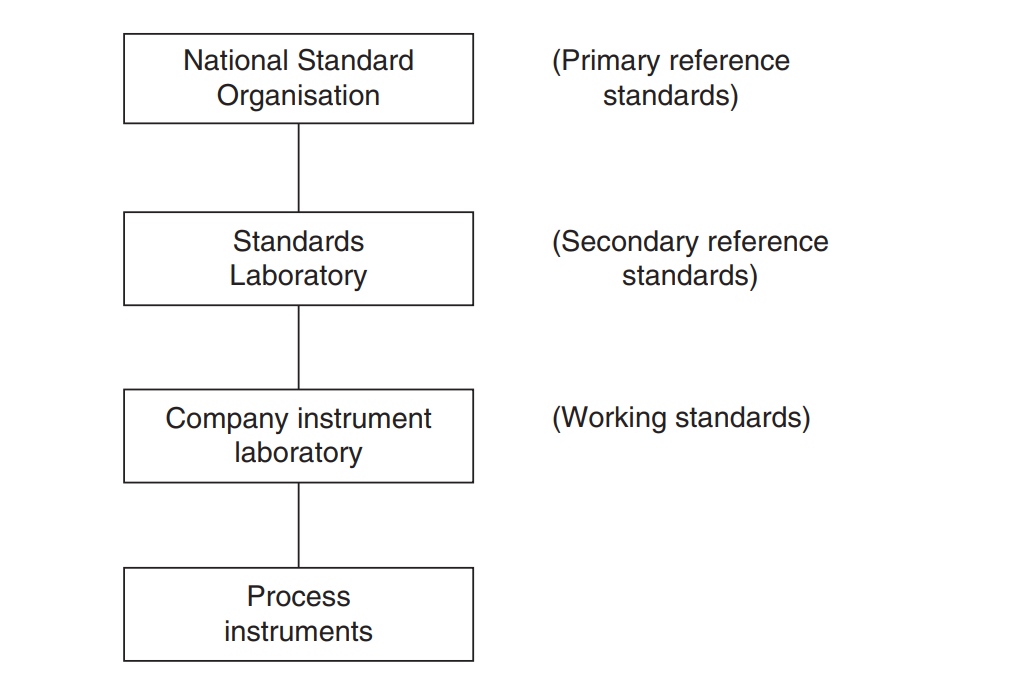 National Standard
Organisation
(Primary reference
standards)
Standards
Laboratory
(Secondary reference
standards)
Company instrument
laboratory
(Working standards)
Process
instruments